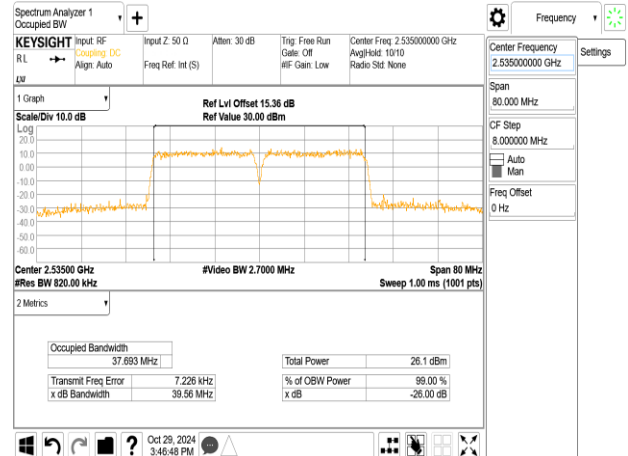 Spectrum Analyzer 1
Occupied BW
Frequency
KEYSIGHT
Input: RF
Coupling: DC
Align: Auto
Input Z: 50 Ω
Freq Ref: Int (S)
Atten: 30 dB
Trig: Free Run
Gate: Off
#IF Gain: Low
Center Freq: 2.535000000 GHz
Avg|Hold: 10/10
Radio Std: None
R L
LXI
Center Frequency
2.535000000 GHz
Settings
Span
80.000 MHz
CF Step
8.000000 MHz
Auto
Man
Freq Offset
0 Hz
1 Graph
Scale/Div 10.0 dB
Ref Lvl Offset 15.36 dB
Ref Value 30.00 dBm
Log
20.0
10.0
0.00
-10.0
-20.0
-30.0
-40.0
-50.0
-60.0
Center 2.53500 GHz
#Video BW 2.7000 MHz
Span 80 MHz
#Res BW 820.00 kHz
Sweep 1.00 ms (1001 pts)
2 Metrics
Occupied Bandwidth
37.693 MHz
Total Power 26.1 dBm
Transmit Freq Error 7.226 kHz
% of OBW Power 99.00 %
x dB Bandwidth 39.56 MHz
x dB -26.00 dB
?
Oct 29, 2024
3:46:48 PM